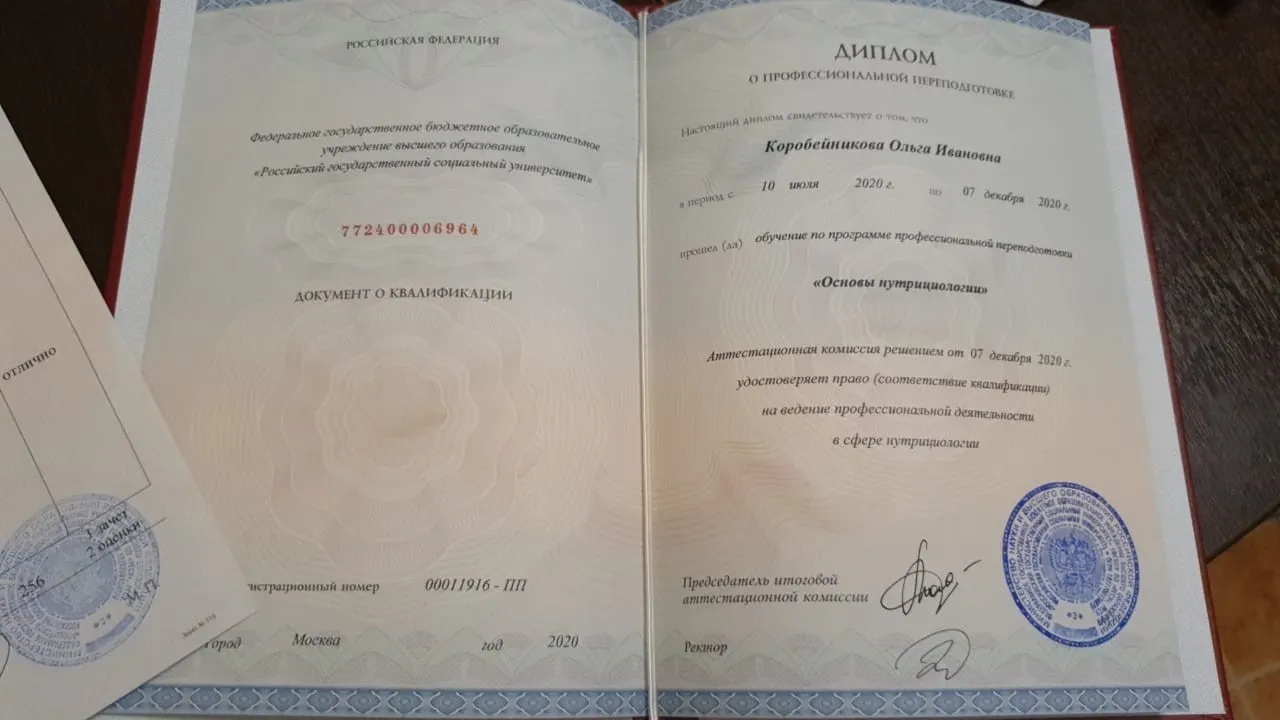 РОССИЙСКАЯ ФЕДЕРАЦИЯ
Федеральное государственное бюджетное образовательное
учреждение высшего образования
«Российский государственный социальный университет»
772400006964
ДОКУМЕНТ О КВАЛИФИКАЦИИ
гистрационный номер 00011916 - ПП
город Москва год 2020
ДИПЛОМ
О ПРОФЕССИОНАЛЬНОЙ ПЕРЕПОДГОТОВКЕ
Настоящий диплом свидетельствует о том, что
Коробейникова Ольга Ивановна
в период с 10 июля 2020 г. по 07 декабря 2020 г.
прошел (ла) обучение по программе профессиональной переподготовки
«Основы нутрициологии»
Аттестационная комиссия решением от 07 декабря 2020 г.
удостоверяет право (соответствие квалификации)
на ведение профессиональной деятельности
в сфере нутрициологии
Председатель итоговой
аттестационной комиссии
Ректор
отлично
1 зачет
2 оценки
256
М.П.